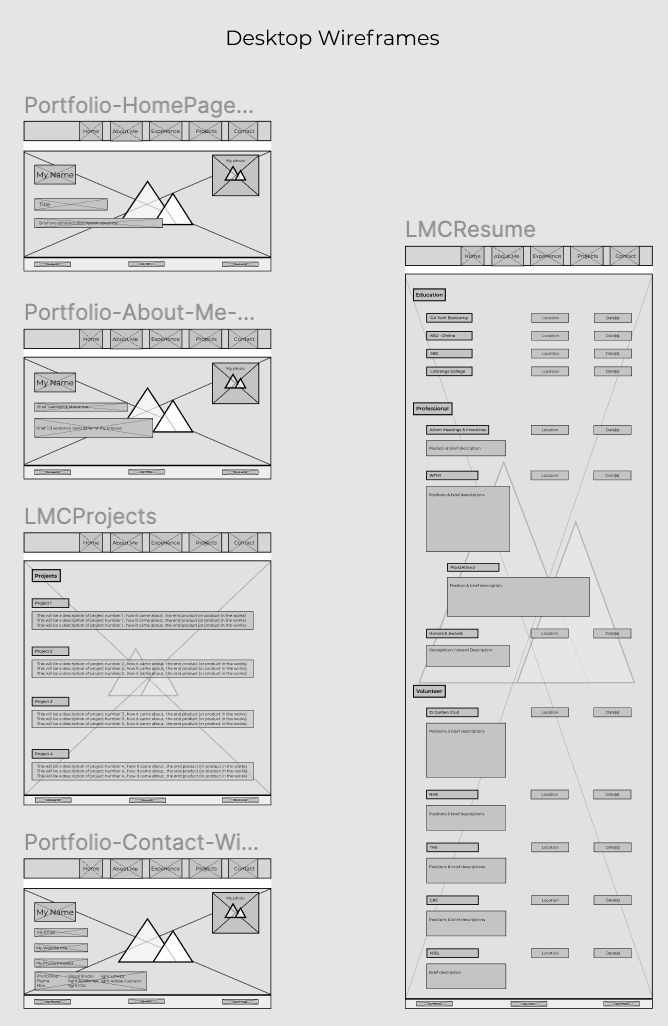 Desktop Wireframes
Portfolio-HomePage...
Home About Me Experience Projects Contact
My photo
My Name
Title
Brief one sentence description about me
Portfolio-About-Me-...
Home About Me Experience Projects Contact
My photo
My Name
Brief sentence about me
Brief 2-3 sentence description of my process
LMCProjects
Home About Me Experience Projects Contact
Projects
Project 1
This will be a description of project number 1, how it came about, the end product (or product in the works)
This will be a description of project number 1, how it came about, the end product (or product in the works)
This will be a description of project number 1, how it came about, the end product (or product in the works)
Project 2
This will be a description of project number 2, how it came about, the end product (or product in the works)
This will be a description of project number 2, how it came about, the end product (or product in the works)
This will be a description of project number 2, how it came about, the end product (or product in the works)
Project 3
This will be a description of project number 3, how it came about, the end product (or product in the works)
This will be a description of project number 3, how it came about, the end product (or product in the works)
This will be a description of project number 3, how it came about, the end product (or product in the works)
Project 4
This will be a description of project number 4, how it came about, the end product (or product in the works)
This will be a description of project number 4, how it came about, the end product (or product in the works)
This will be a description of project number 4, how it came about, the end product (or product in the works)
Portfolio-Contact-Wi...
Home About Me Experience Projects Contact
My photo
My Name
My Email
My Website URL
My Phone number
Photoshop Visual Studio
Figma
Miro
LMCResume
Home About Me Experience Projects Contact
Education
GA Tech Bootcamp Location Date(s)
KSU - Online Location Date(s)
SBC Location Date(s)
LaGrange College Location Date(s)
Professional
Artom Meetings & Incentives Location Date(s)
Position & brief description
WTMI Location Date(s)
Positions & brief descriptions
Plan2Attend
Position & brief description
Honors & Awards Location Date(s)
Recognition / Award Description
Volunteer
D. Garden Club Location Date(s)
Positions & brief descriptions
NHS Location Date(s)
Positions & brief descriptions
THS Location Date(s)
Positions & brief descriptions
CBC Location Date(s)
Positions & brief descriptions
NJSL Location Date(s)
Brief description